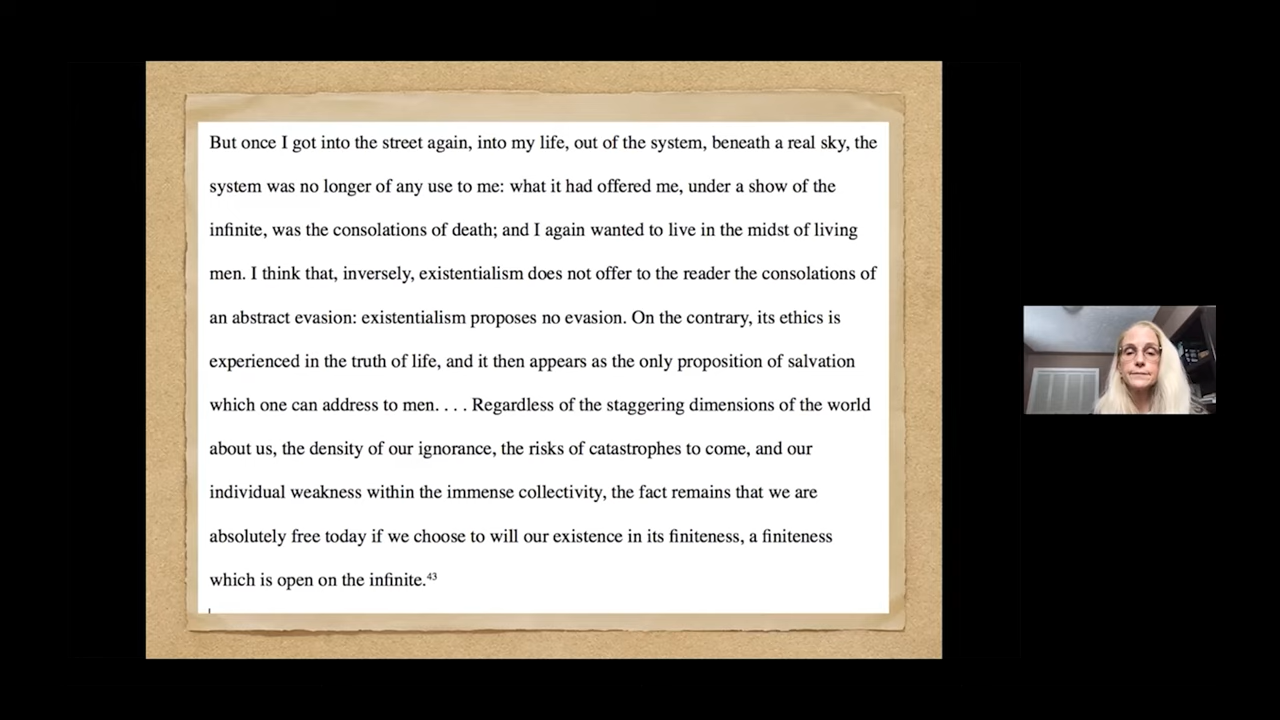 But once I got into the street again, into my life, out of the system, beneath a real sky, the
system was no longer of any use to me: what it had offered me, under a show of the
infinite, was the consolations of death; and I again wanted to live in the midst of living
men. I think that, inversely, existentialism does not offer to the reader the consolations of
an abstract evasion: existentialism proposes no evasion. On the contrary, its ethics is
experienced in the truth of life, and it then appears as the only proposition of salvation
which one can address to men. . . . Regardless of the staggering dimensions of the world
about us, the density of our ignorance, the risks of catastrophes to come, and our
individual weakness within the immense collectivity, the fact remains that we are
absolutely free today if we choose to will our existence in its finiteness, a finiteness
which is open on the infinite.⁴³